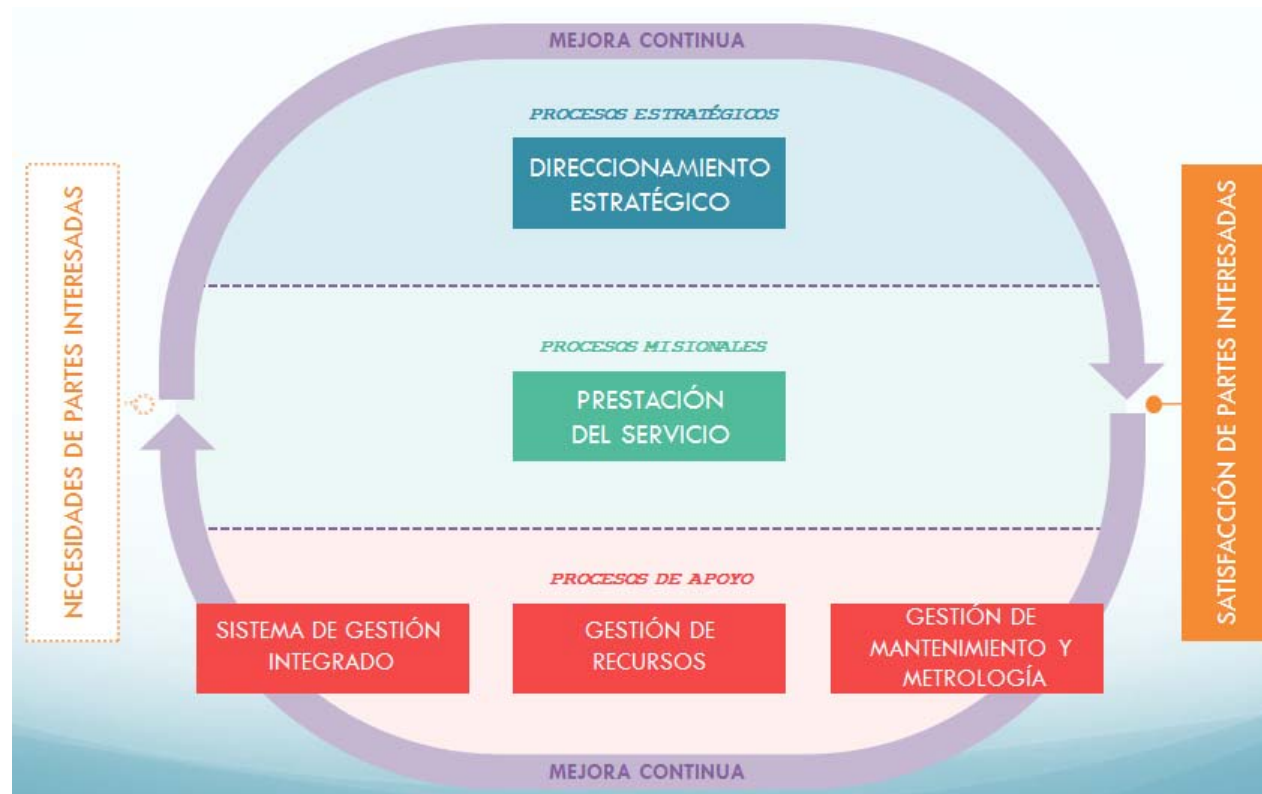 MEJORA CONTINUA
PROCESOS ESTRATÉGICOS
DIRECCIONAMIENTO
ESTRATÉGICO
NECESIDADES DE PARTES INTERESADAS
SATISFACCIÓN DE PARTES INTERESADAS
PROCESOS MISIONALES
PRESTACIÓN
DEL SERVICIO
PROCESOS DE APOYO
SISTEMA DE GESTIÓN
INTEGRADO
GESTIÓN DE
RECURSOS
GESTIÓN DE
MANTENIMIENTO Y
METROLOGÍA
MEJORA CONTINUA